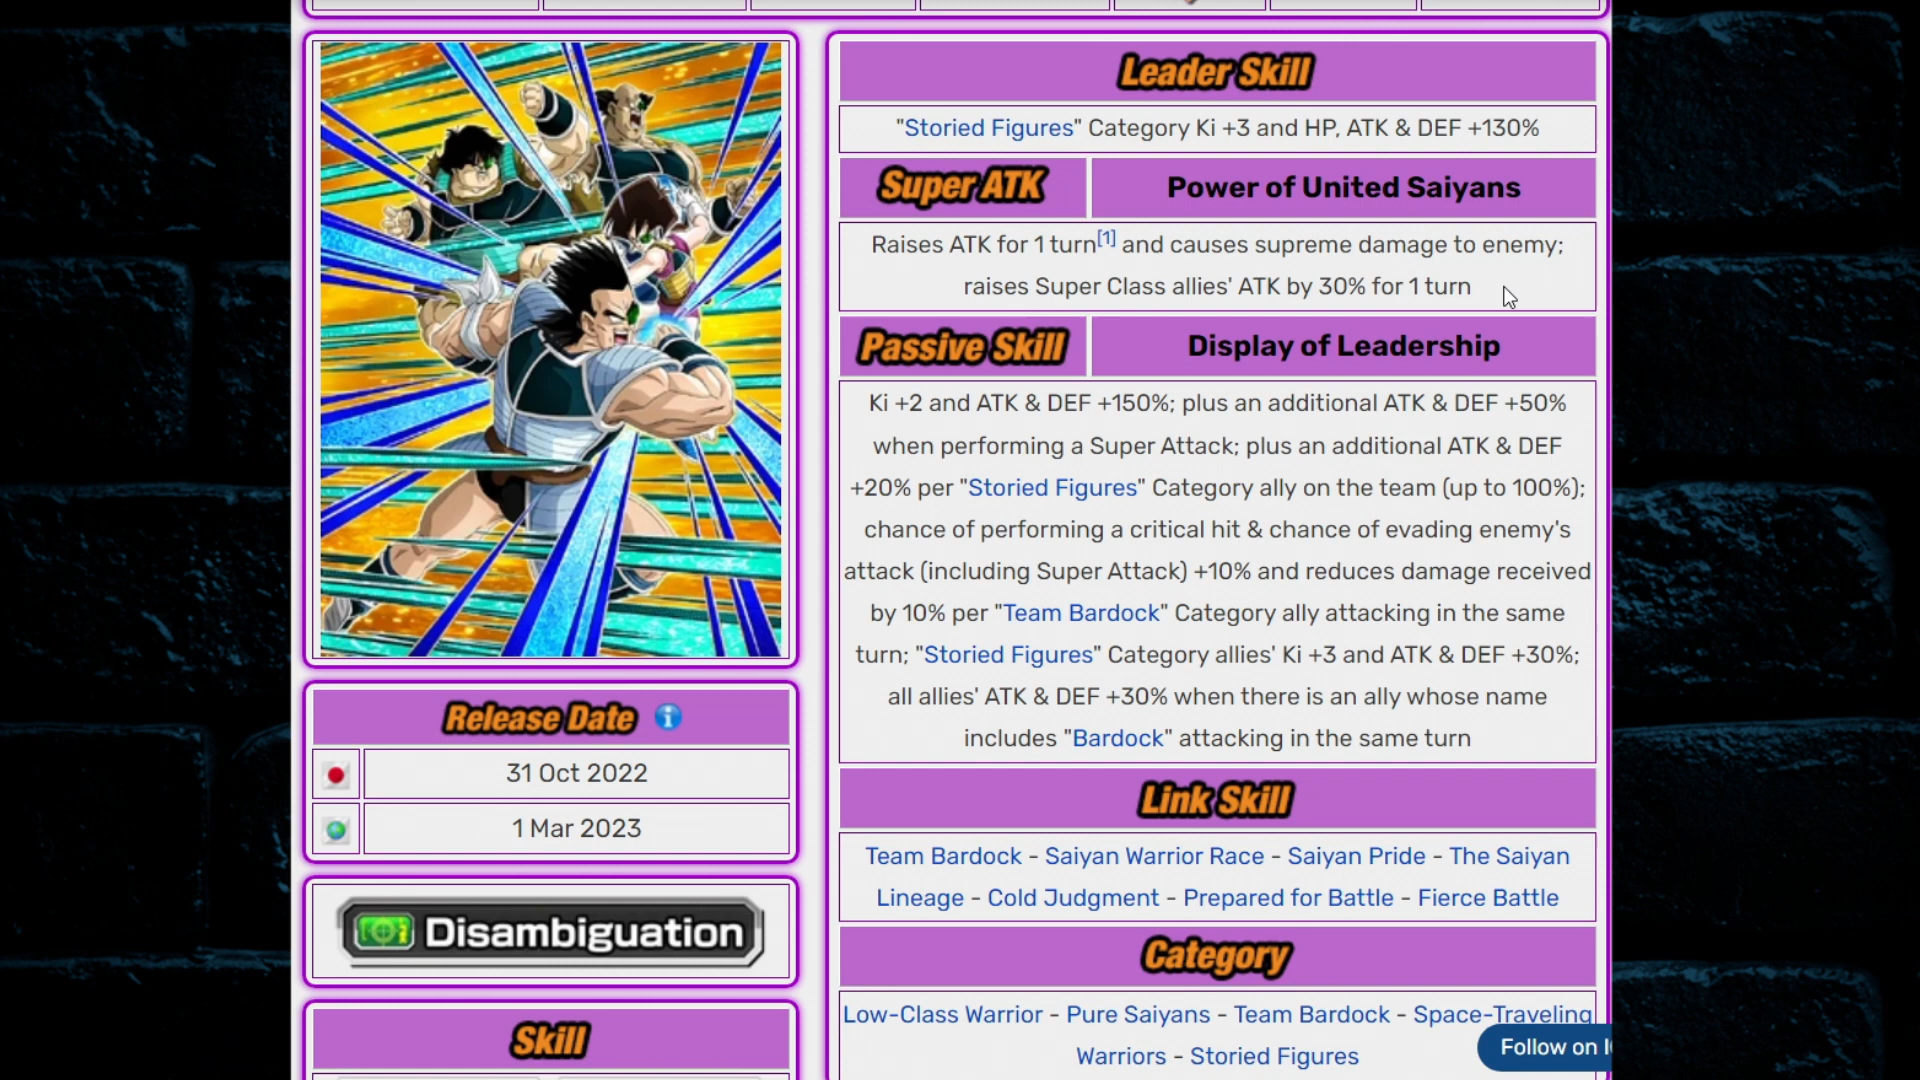 Leader Skill
"Storied Figures" Category Ki +3 and HP, ATK & DEF +130%
Super ATK
Power of United Saiyans
Raises ATK for 1 turn[1] and causes supreme damage to enemy;
raises Super Class allies' ATK by 30% for 1 turn
Passive Skill
Display of Leadership
Ki +2 and ATK & DEF +150%; plus an additional ATK & DEF +50%
when performing a Super Attack; plus an additional ATK & DEF
+20% per "Storied Figures" Category ally on the team (up to 100%);
chance of performing a critical hit & chance of evading enemy's
attack (including Super Attack) +10% and reduces damage received
by 10% per "Team Bardock" Category ally attacking in the same
turn; "Storied Figures" Category allies' Ki +3 and ATK & DEF +30%;
all allies' ATK & DEF +30% when there is an ally whose name
includes "Bardock" attacking in the same turn
Link Skill
Team Bardock - Saiyan Warrior Race - Saiyan Pride - The Saiyan
Lineage - Cold Judgment - Prepared for Battle - Fierce Battle
Category
Low-Class Warrior - Pure Saiyans - Team Bardock - Space-Traveling
Warriors - Storied Figures
Release Date
31 Oct 2022
1 Mar 2023
Disambiguation
Skill
Follow on